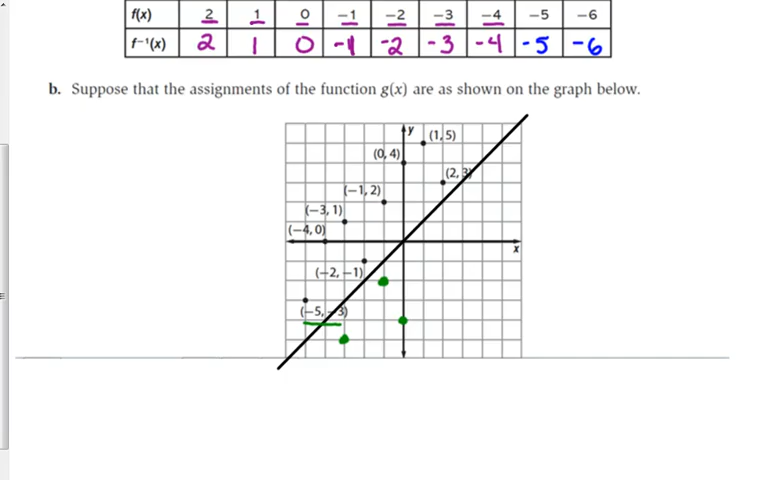 f(x) 2 1 0 −1 −2 −3 −4 −5 −6
f⁻¹(x) 2 1 0 -1 -2 -3 -4 -5 -6
b. Suppose that the assignments of the function g(x) are as shown on the graph below.
y (1, 5)
(0, 4)
(2, 3)
(−1, 2)
(−3, 1)
(−4, 0)
x
(−2, −1)
(−5, −3)